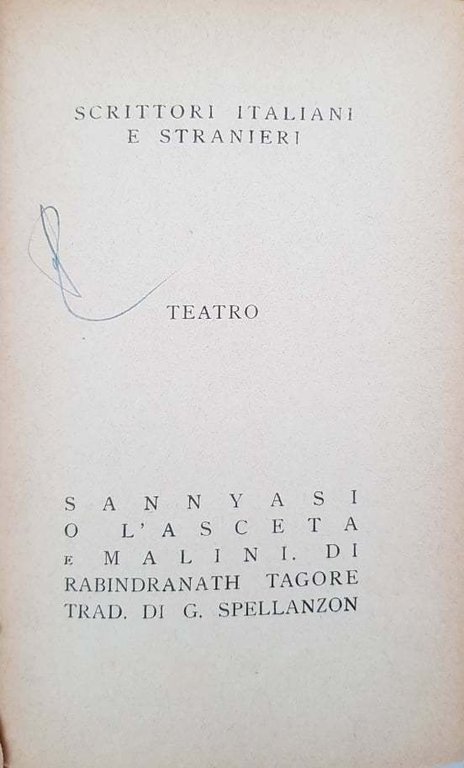 SCRITTORI ITALIANI
E STRANIERI
TEATRO
SANNYASI
O L'ASCETA
E MALINI. DI
RABINDRANATH TAGORE
TRAD. DI G. SPELLANZON